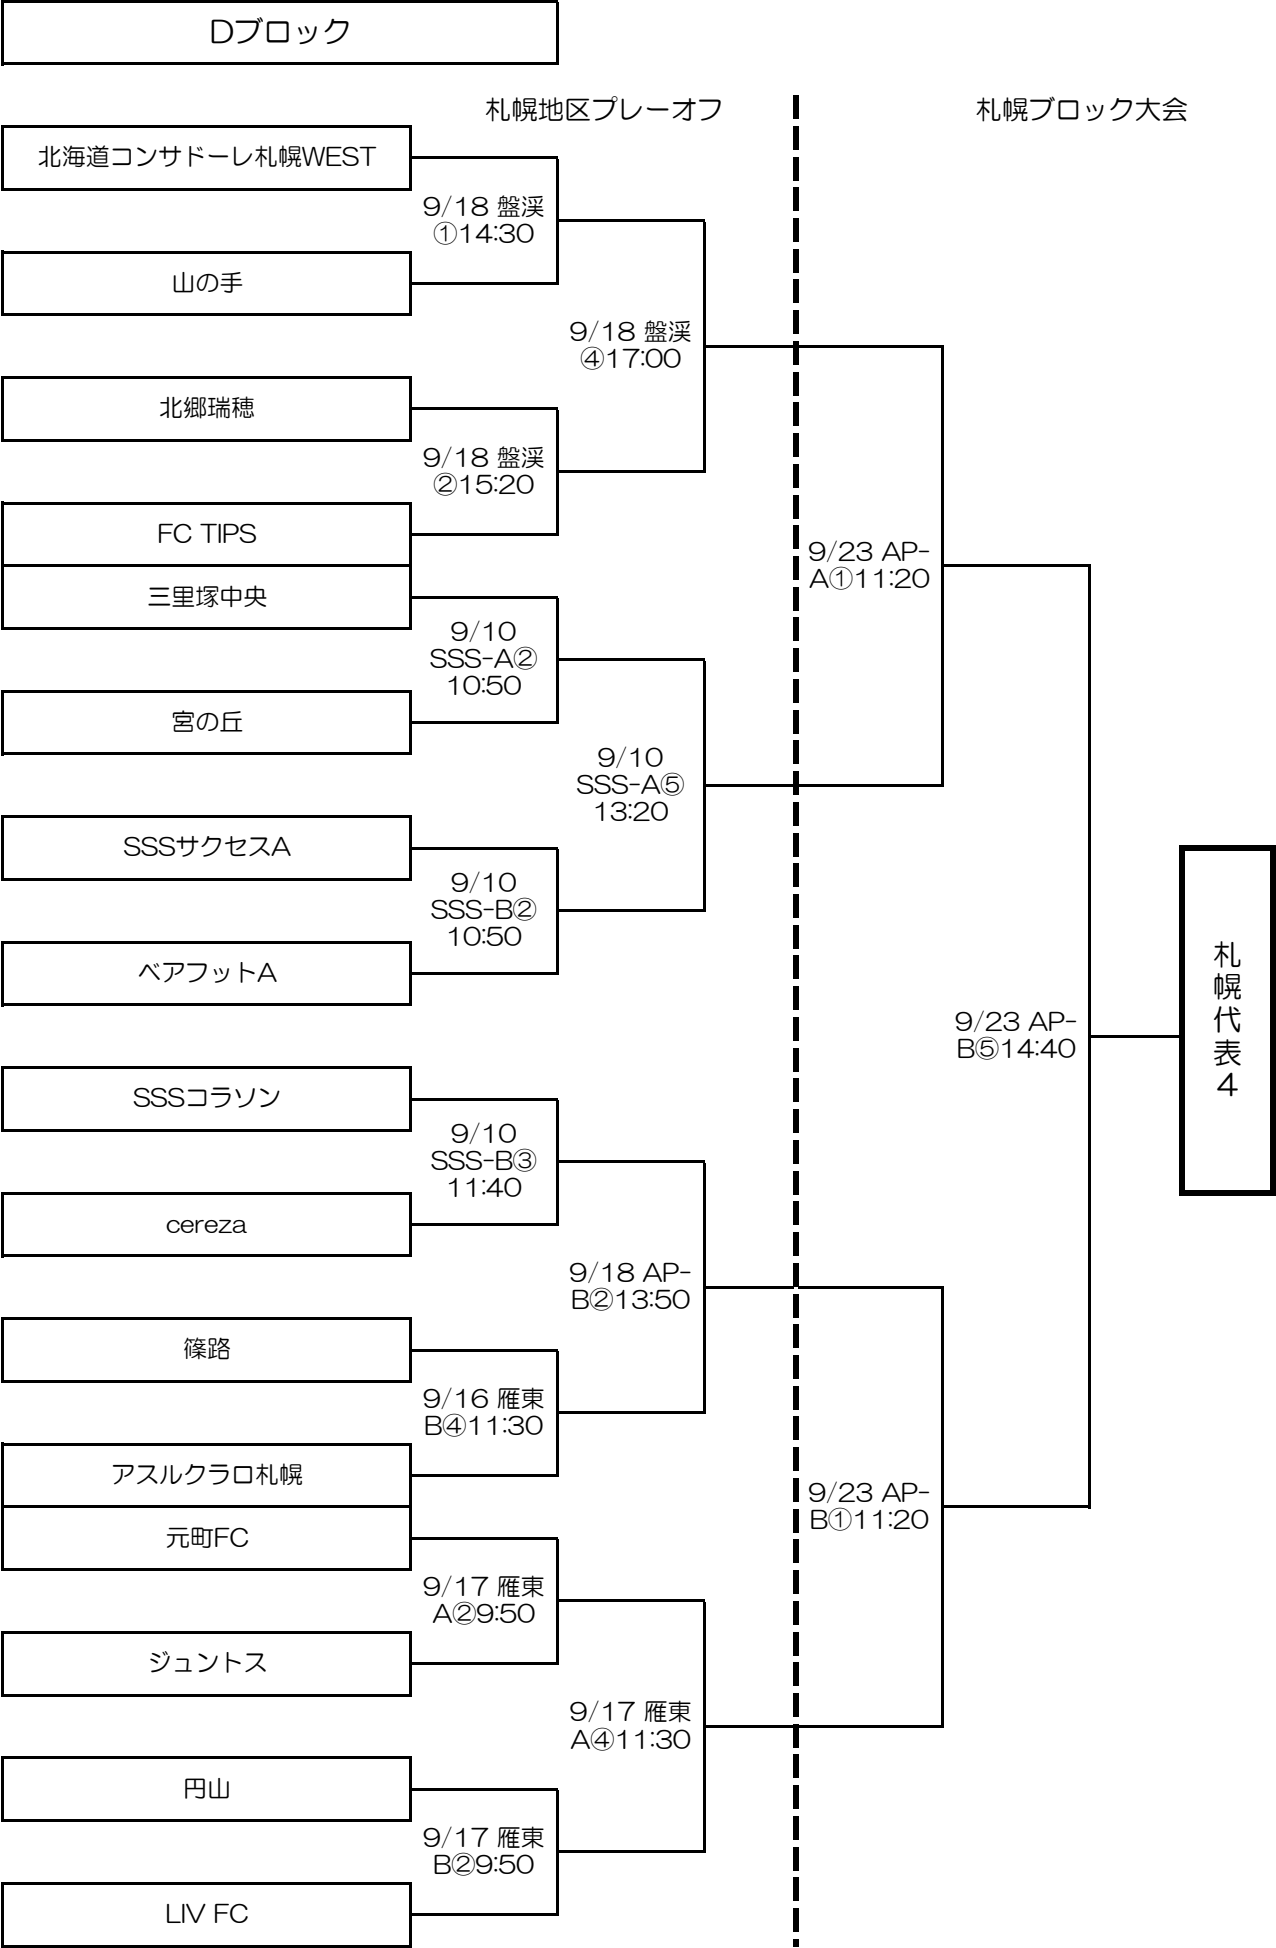 Dブロック
札幌地区プレーオフ
札幌ブロック大会
北海道コンサドーレ札幌WEST
9/18 盤渓
①14:30
山の手
9/18 盤渓
④17:00
北郷瑞穂
9/18 盤渓
②15:20
FC TIPS
9/23 AP-
A①11:20
三里塚中央
9/10
SSS-A②
10:50
宮の丘
9/10
SSS-A⑤
13:20
SSSサクセスA
9/10
SSS-B②
10:50
ベアフットA
9/23 AP-
B⑤14:40
札幌代表4
SSSコラソン
9/10
SSS-B③
11:40
cereza
9/18 AP-
B②13:50
篠路
9/16 雁東
B④11:30
アスルクラロ札幌
9/23 AP-
B①11:20
元町FC
9/17 雁東
A②9:50
ジュントス
9/17 雁東
A④11:30
円山
9/17 雁東
B②9:50
LIV FC